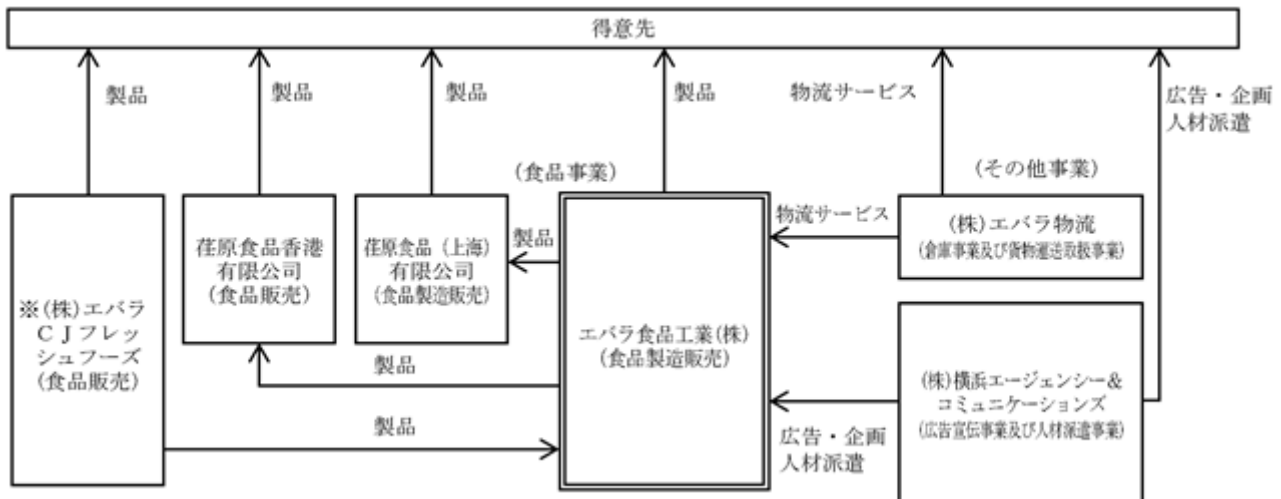 得意先
製品
製品
製品
製品
物流サービス
広告・企画
人材派遣
(食品事業)
(その他事業)
※(株)エバラ
ＣＪフレッ
シュフーズ
(食品販売)
荏原食品香港
有限公司
(食品販売)
荏原食品（上海）
有限公司
(食品製造販売)
製品
エバラ食品工業(株)
(食品製造販売)
物流サービス
(株)エバラ物流
(倉庫事業及び貨物運送取扱事業)
製品
製品
広告・企画
人材派遣
(株)横浜エージェンシー＆
コミュニケーションズ
(広告宣伝事業及び人材派遣事業)